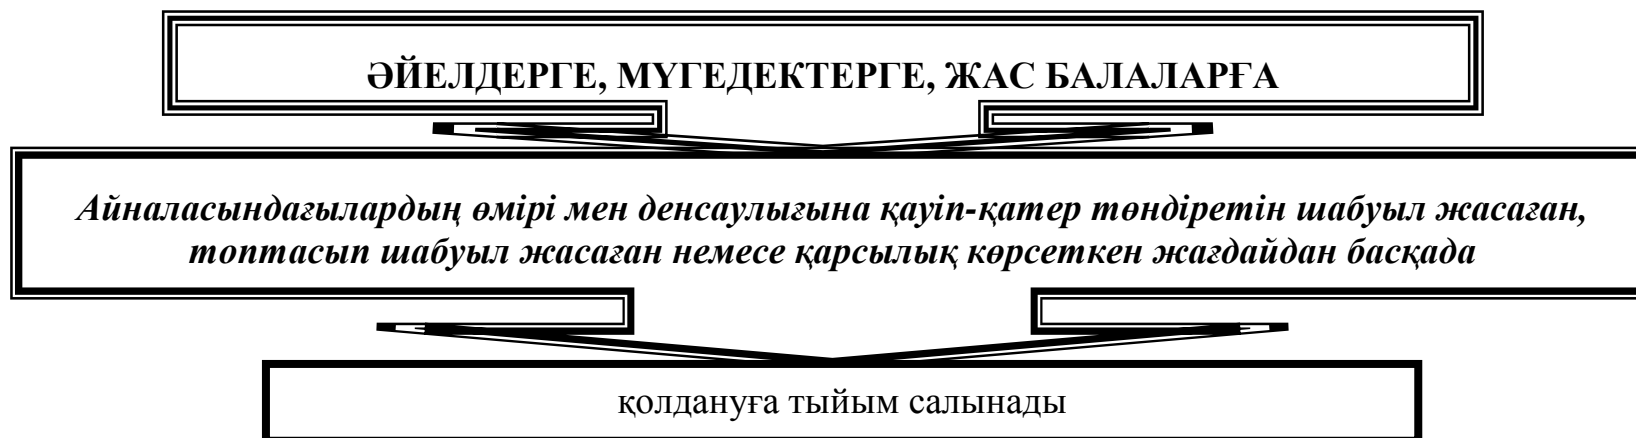 ӘЙЕЛДЕРГЕ, МҮГЕДЕКТЕРГЕ, ЖАС БАЛАЛАРҒА
Айналасындағылардың өмірі мен денсаулығына қауіп-қатер төндіретін шабуыл жасаған,
топтасып шабуыл жасаған немесе қарсылық көрсеткен жағдайдан басқада
қолдануға тыйым салынады